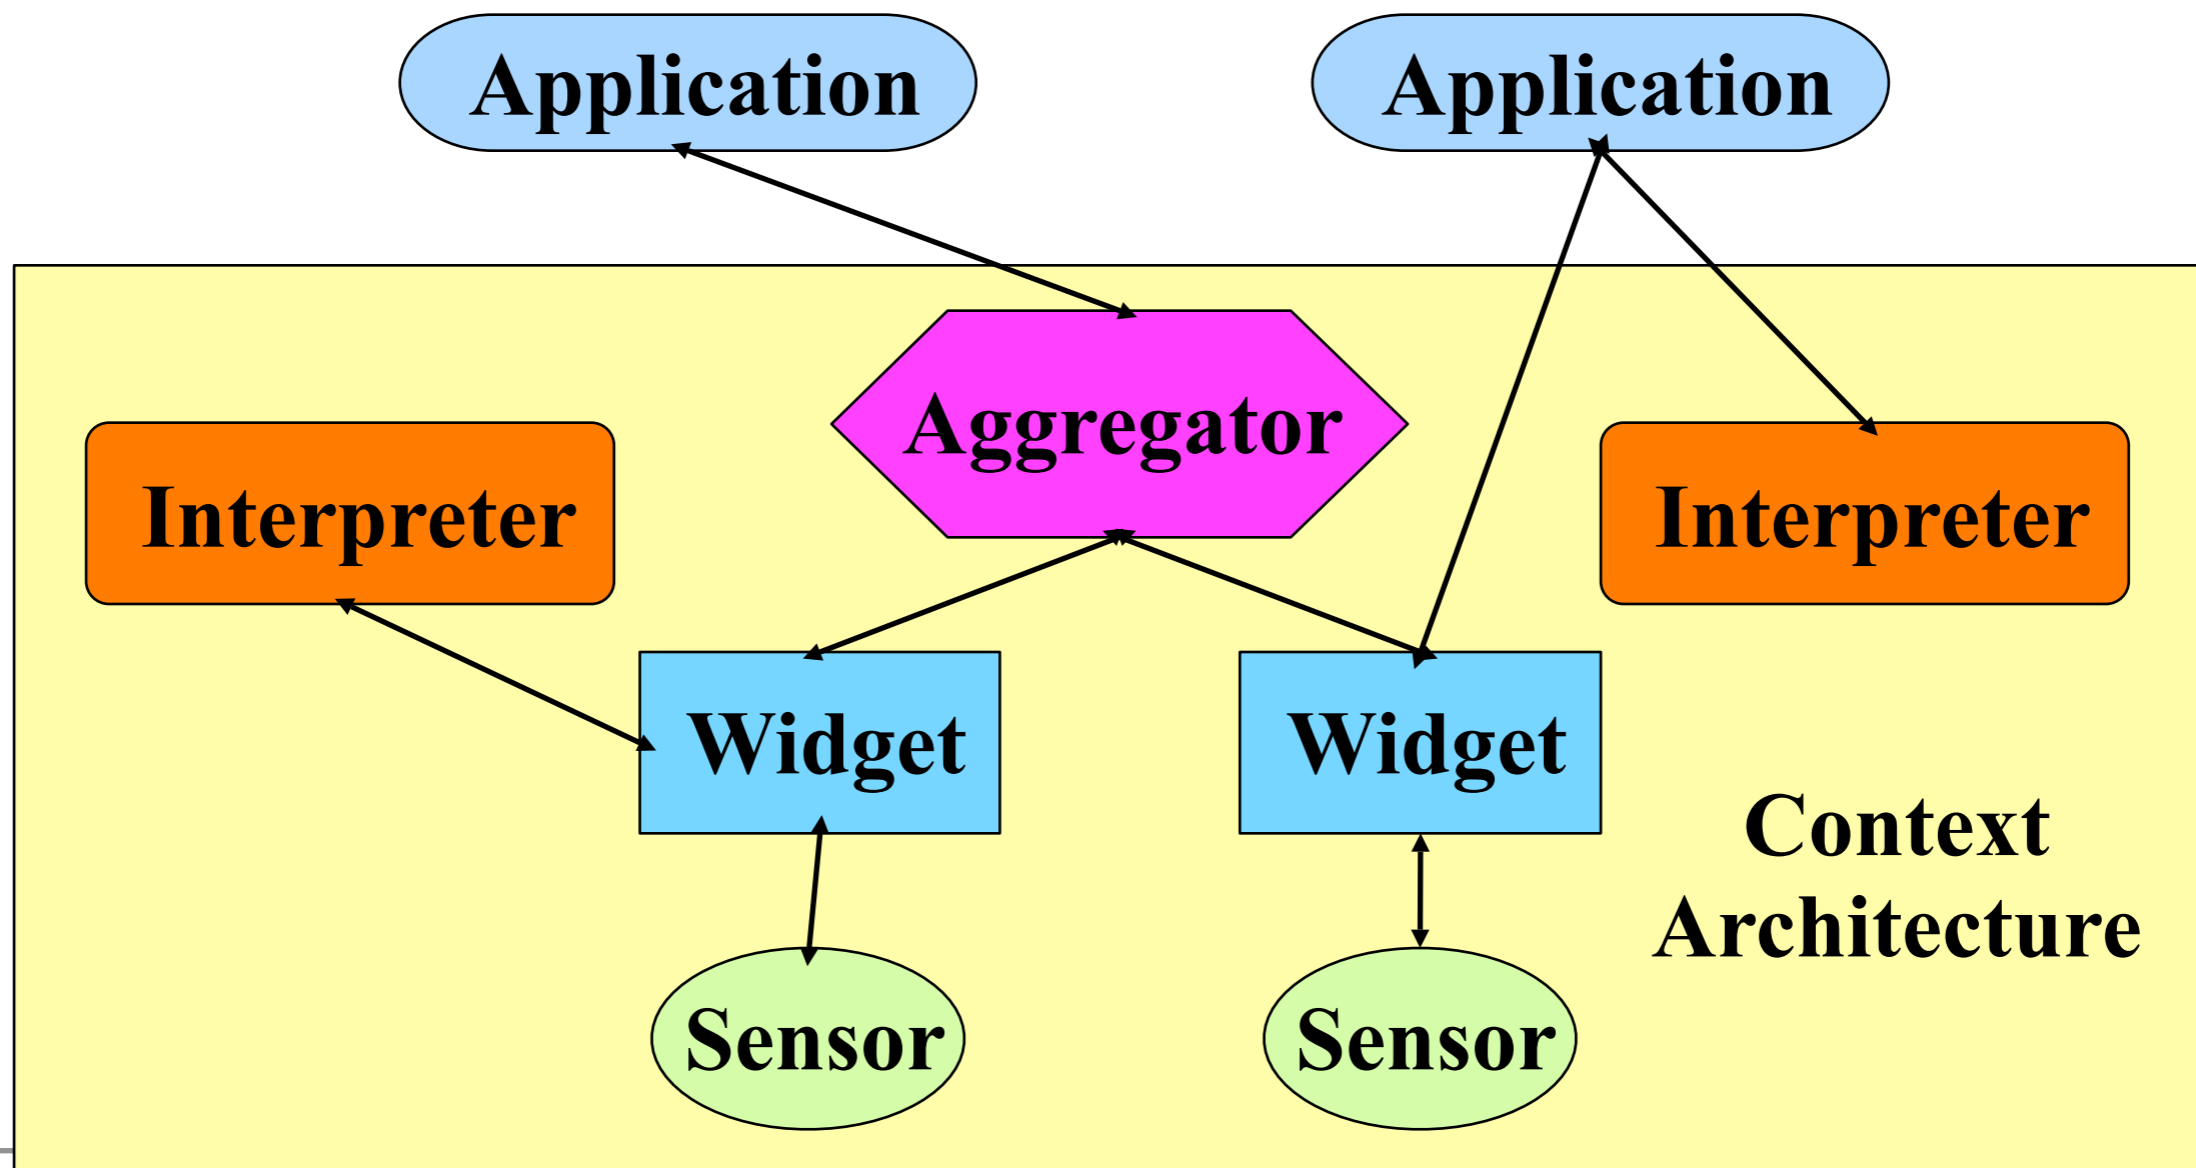 Application
Application
Aggregator
Interpreter
Interpreter
Widget
Widget
Context
Architecture
Sensor
Sensor